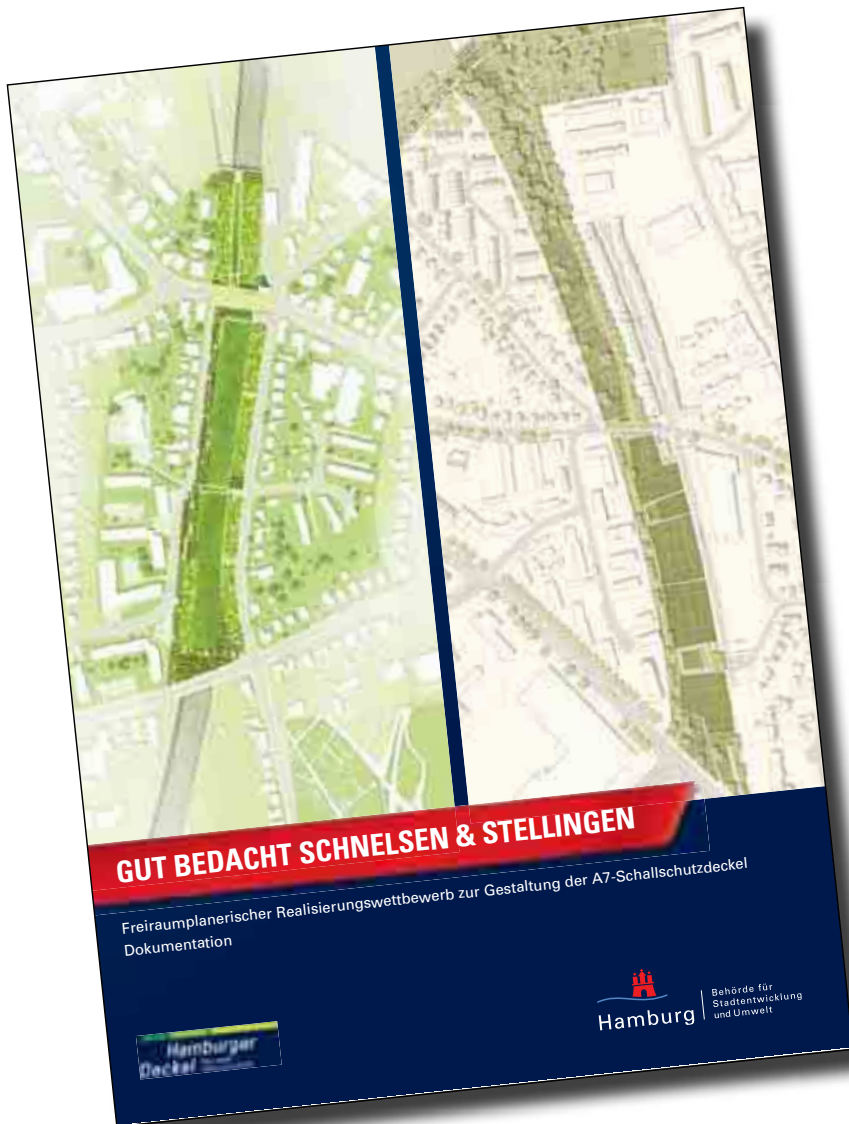 GUT BEDACHT SCHNELSEN & STELLINGEN
Freiraumplanerischer Realisierungswettbewerb zur Gestaltung der A7-Schallschutzdeckel
Dokumentation
Hamburger
Deckel
Hamburg
Behörde für
Stadtentwicklung
und Umwelt